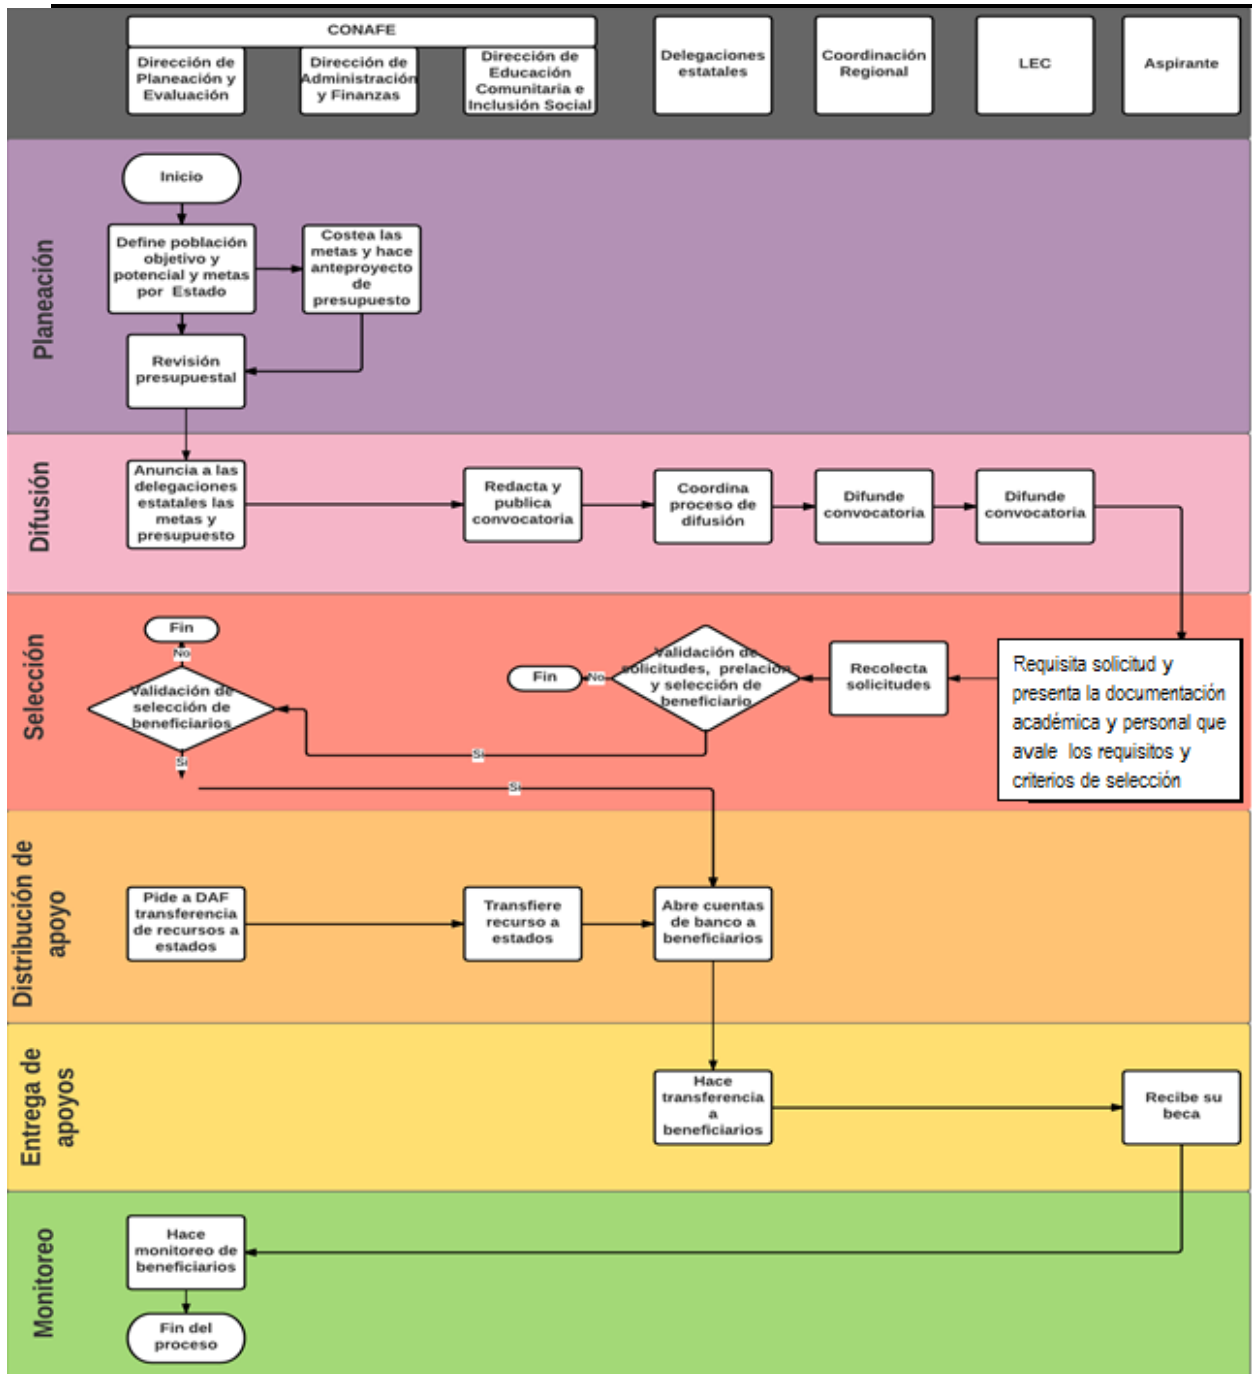 CONAFE
Dirección de
Planeación y
Evaluación
Dirección de
Administración
y Finanzas
Dirección de
Educación
Comunitaria e
Inclusión Social
Delegaciones
estatales
Coordinación
Regional
LEC
Aspirante
Planeación
Inicio
Define población
objetivo y
potencial y metas
por Estado
Costea las
metas y hace
anteproyecto
de
presupuesto
Revisión
presupuestal
Difusión
Anuncia a las
delegaciones
estatales las
metas y
presupuesto
Redacta y
publica
convocatoria
Coordina
proceso de
difusión
Difunde
convocatoria
Difunde
convocatoria
Selección
Fin
No
Validación de
selección de
beneficiarios
Si
Fin
No
Validación de
solicitudes, prelación
y selección de
beneficiario
Recolecta
solicitudes
Requisita solicitud y
presenta la documentación
académica y personal que
avale los requisitos y
criterios de selección
Si
Si
Distribución de
apoyo
Pide a DAF
transferencia
de recursos a
estados
Transfiere
recurso a
estados
Abre cuentas
de banco a
beneficiarios
Entrega de
apoyos
Hace
transferencia
a
beneficiarios
Recibe su
beca
Monitoreo
Hace
monitoreo de
beneficiarios
Fin del
proceso